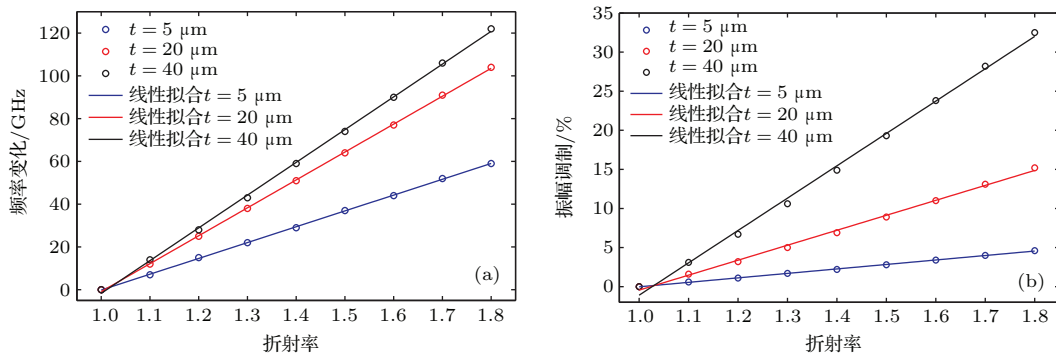 t = 5 μm
t = 20 μm
t = 40 μm
线性拟合t = 5 μm
线性拟合t = 20 μm
线性拟合t = 40 μm
频率变化/GHz
120
100
80
60
40
20
0
1.0 1.1 1.2 1.3 1.4 1.5 1.6 1.7 1.8
折射率
(a)
t = 5 μm
t = 20 μm
t = 40 μm
线性拟合t = 5 μm
线性拟合t = 20 μm
线性拟合t = 40 μm
振幅调制/%
35
30
25
20
15
10
5
0
1.0 1.1 1.2 1.3 1.4 1.5 1.6 1.7 1.8
折射率
(b)